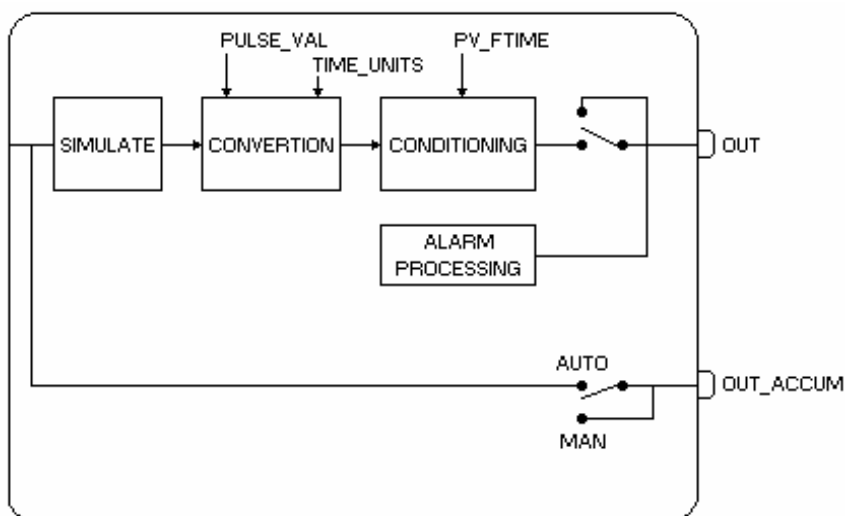 PULSE_VAL
PV_FTIME
TIME_UNITS
SIMULATE
CONVERTION
CONDITIONING
OUT
ALARM
PROCESSING
AUTO
OUT_ACCUM
MAN